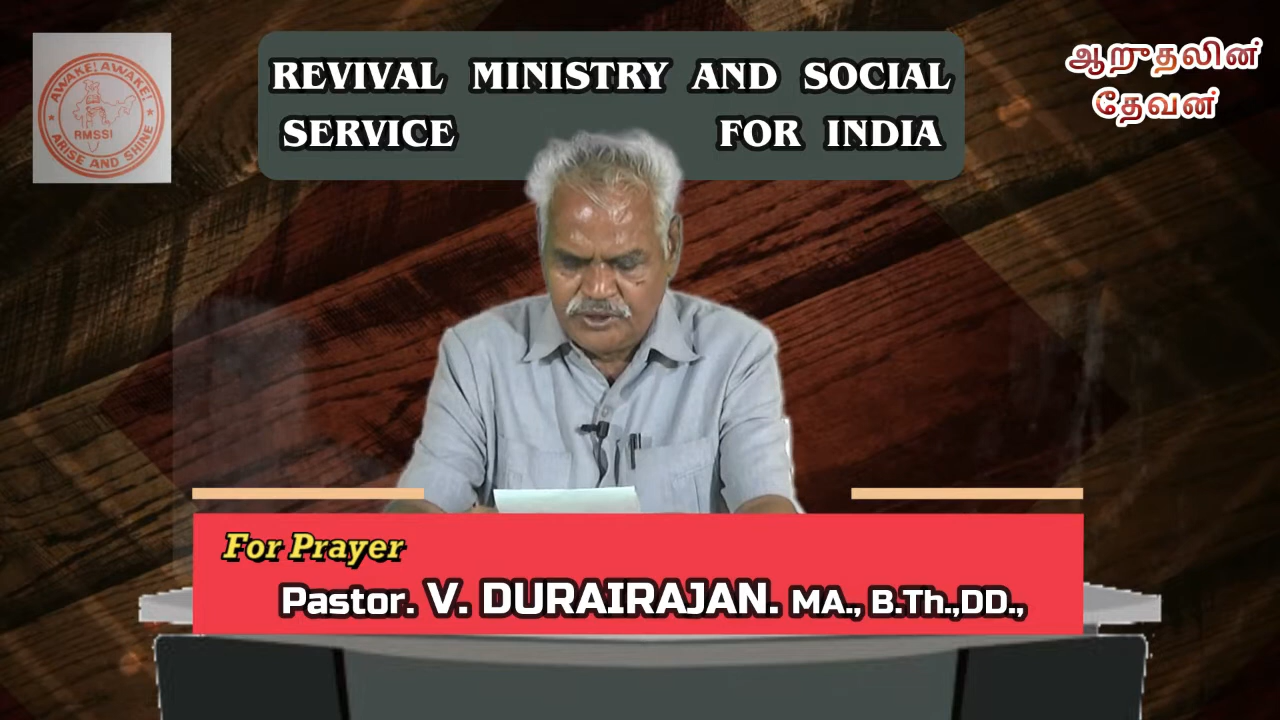 AWAKE! AWAKE!
RMSSI
ARISE AND SHINE
REVIVAL MINISTRY AND SOCIAL
SERVICE FOR INDIA
ஆறுதலின்
தேவன்
For Prayer
Pastor. V. DURAIRAJAN. MA., B.Th.,DD.,